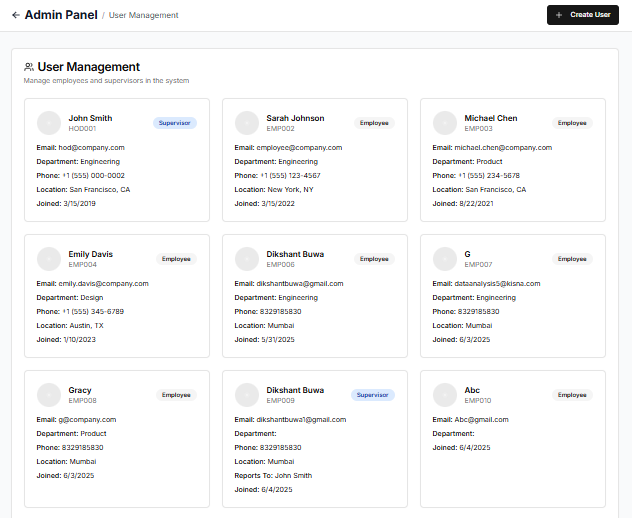 Admin Panel / User Management
Create User
User Management
Manage employees and supervisors in the system
John Smith
HOD001
Supervisor
Email: hod@company.com
Department: Engineering
Phone: +1 (555) 000-0002
Location: San Francisco, CA
Joined: 3/15/2019
Sarah Johnson
EMP002
Employee
Email: employee@company.com
Department: Engineering
Phone: +1 (555) 123-4567
Location: New York, NY
Joined: 3/15/2022
Michael Chen
EMP003
Employee
Email: michael.chen@company.com
Department: Product
Phone: +1 (555) 234-5678
Location: San Francisco, CA
Joined: 8/22/2021
Emily Davis
EMP004
Employee
Email: emily.davis@company.com
Department: Design
Phone: +1 (555) 345-6789
Location: Austin, TX
Joined: 1/10/2023
Dikshant Buwa
EMP006
Employee
Email: dikshantbuwa@gmail.com
Department: Engineering
Phone: 8329185830
Location: Mumbai
Joined: 5/31/2025
G
EMP007
Employee
Email: dataanalysis5@kisna.com
Department: Engineering
Phone: 8329185830
Location: Mumbai
Joined: 6/3/2025
Gracy
EMP008
Employee
Email: g@company.com
Department: Product
Phone: 8329185830
Location: Mumbai
Joined: 6/3/2025
Dikshant Buwa
EMP009
Supervisor
Email: dikshantbuwa1@gmail.com
Department:
Phone: 8329185830
Location: Mumbai
Reports To: John Smith
Joined: 6/4/2025
Abc
EMP010
Employee
Email: Abc@gmail.com
Department:
Joined: 6/4/2025